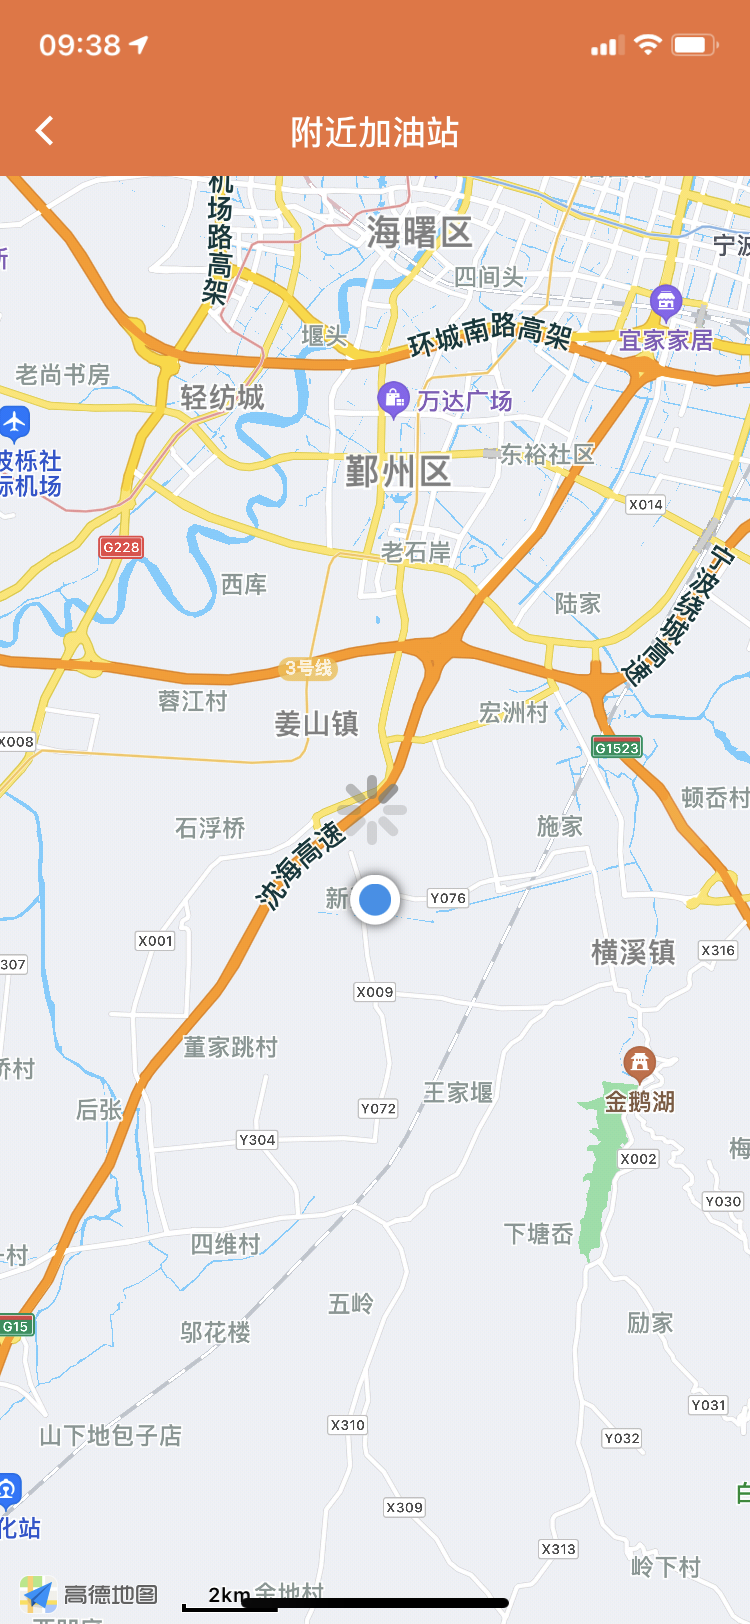 09:38
附近加油站
机场路高架
海曙区
宁波
四间头
堰头
环城南路高架
宜家家居
老尚书房
轻纺城
万达广场
波栎社
际机场
鄞州区
东裕社区
X014
G228
老石岸
宁波绕城高速
西库
陆家
3号线
蓉江村
姜山镇
宏洲村
X008
G1523
顿岙村
石浮桥
施家
沈海高速
新
Y076
X001
横溪镇
X316
307
X009
董家跳村
桥村
王家堰
金鹅湖
后张
Y072
Y304
梅
X002
Y030
下塘岙
四维村
村
五岭
G15
邬花楼
励家
X310
Y031
山下地包子店
Y032
白
X309
化站
X313
岭下村
高德地图
2km
金地村